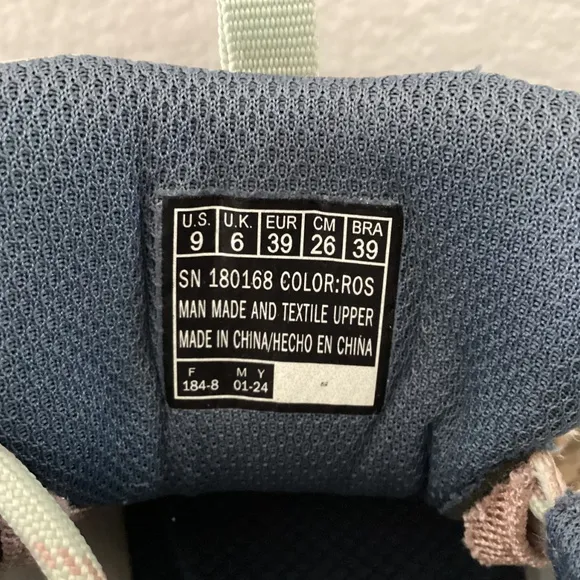 U.S. U.K. EUR CM BRA
9 6 39 26 39
SN 180168 COLOR:ROS
MAN MADE AND TEXTILE UPPER
MADE IN CHINA/HECHO EN CHINA
F M Y
184-8 01-24